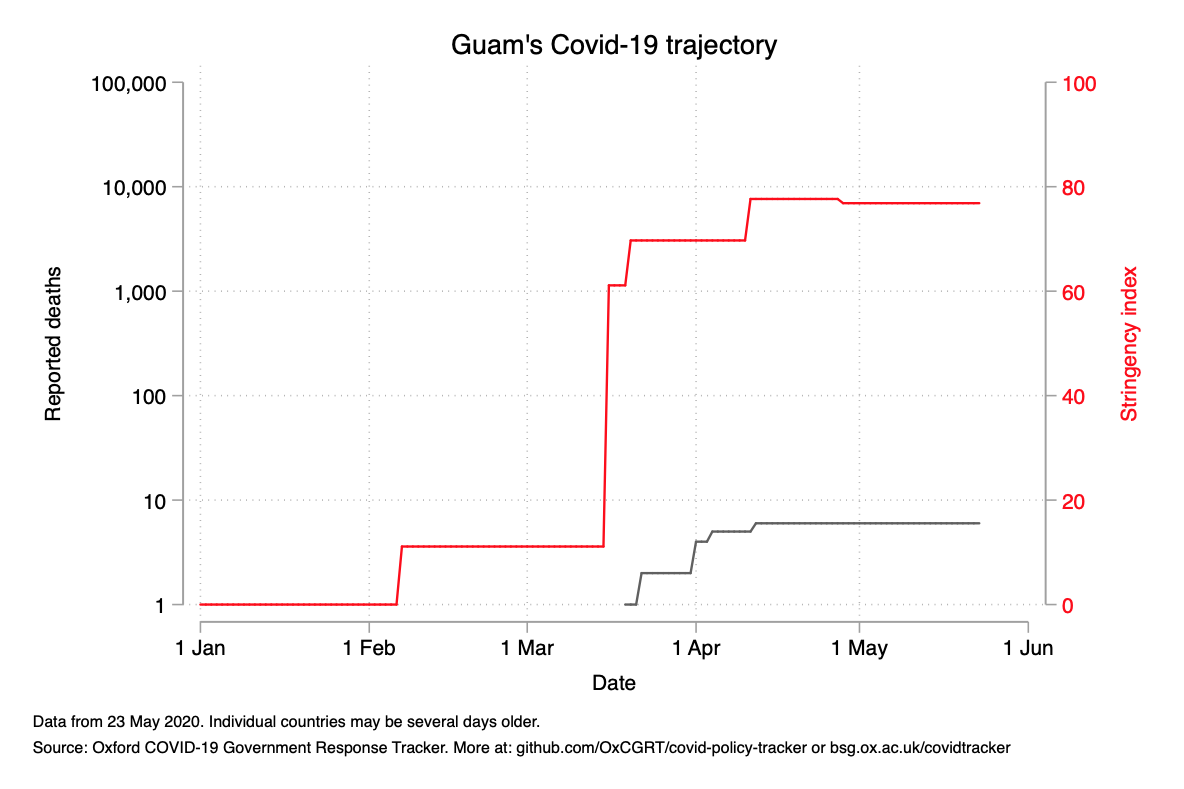 Guam's Covid-19 trajectory
100,000
10,000
1,000
100
10
1
Reported deaths
100
80
60
40
20
0
Stringency index
1 Jan
1 Feb
1 Mar
1 Apr
1 May
1 Jun
Date
Data from 23 May 2020. Individual countries may be several days older.
Source: Oxford COVID-19 Government Response Tracker. More at: github.com/OxCGRT/covid-policy-tracker or bsg.ox.ac.uk/covidtracker